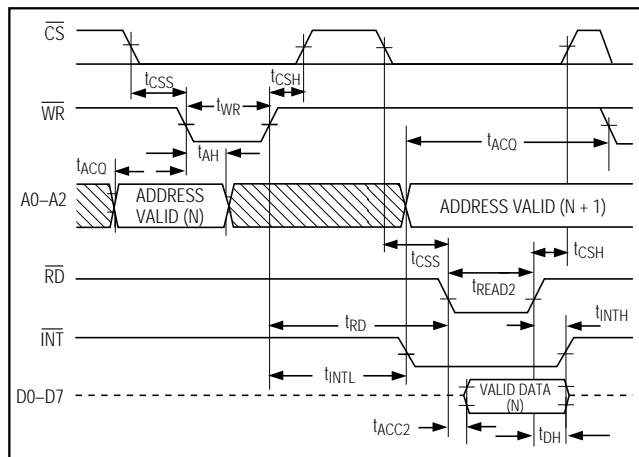 CS
tCSS
tCSH
tWR
WR
tACQ
tAH
tACQ
A0–A2
ADDRESS
VALID (N)
ADDRESS VALID (N + 1)
tCSS
tCSH
RD
tREAD2
tRD
tINTH
INT
tINTL
D0–D7
VALID DATA
(N)
tACC2
tDH